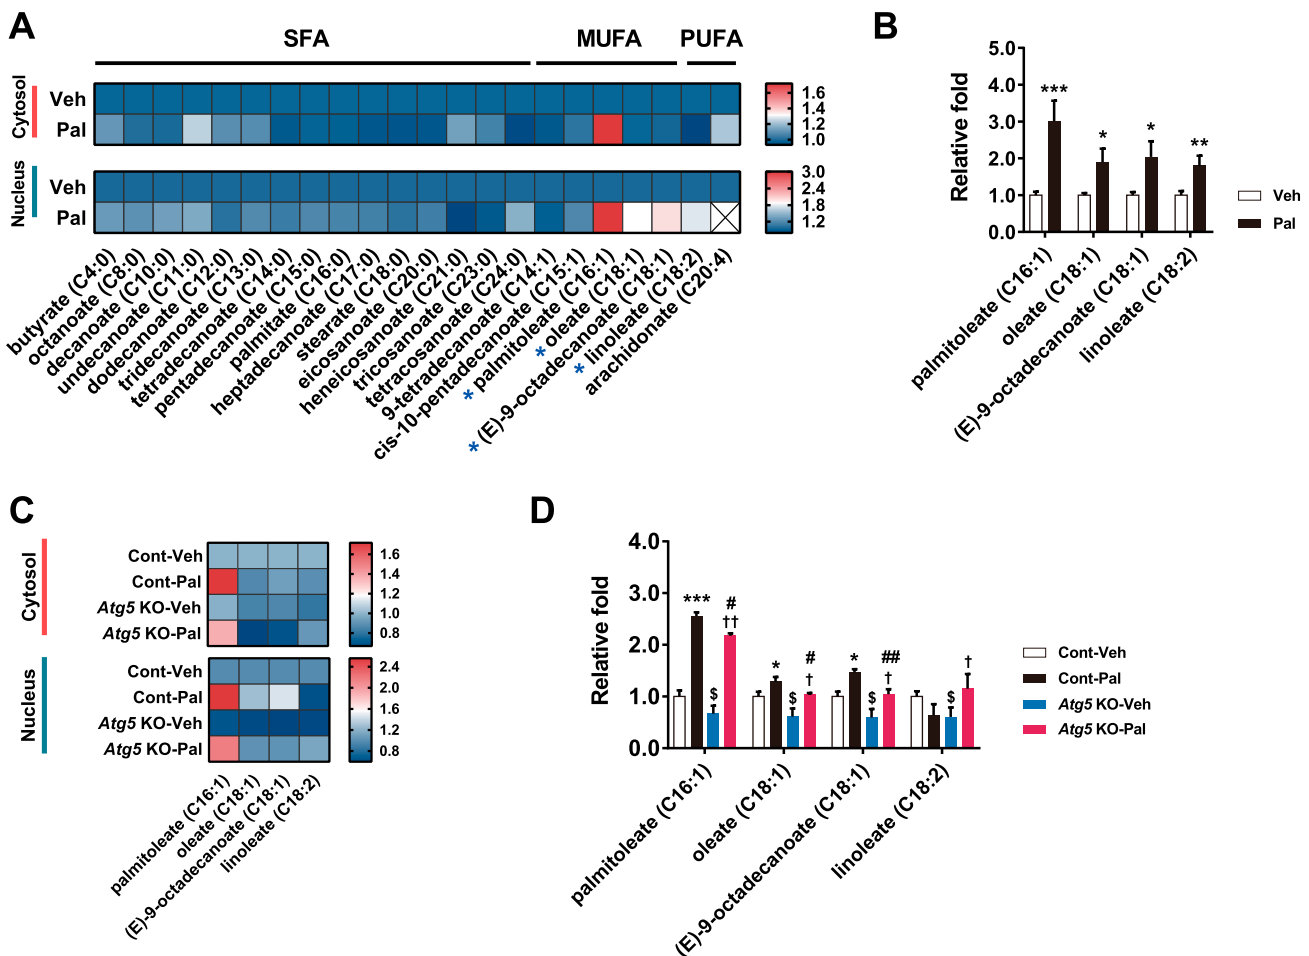 A
SFA
MUFA
PUFA
Cytosol
Veh
Pal
1.6
1.4
1.2
1.0
Nucleus
Veh
Pal
3.0
2.4
1.8
1.2
butyrate (C4:0)
octanoate (C8:0)
decanoate (C10:0)
undecanoate (C11:0)
dodecanoate (C12:0)
tridecanoate (C13:0)
tetradecanoate (C14:0)
pentadecanoate (C15:0)
palmitate (C16:0)
heptadecanoate (C17:0)
stearate (C18:0)
eicosanoate (C20:0)
heneicosanoate (C21:0)
tricosanoate (C23:0)
tetracosanoate (C24:0)
9-tetradecanoate (C14:1)
cis-10-pentadecanoate (C15:1)
* palmitoleate (C16:1)
* oleate (C18:1)
* (E)-9-octadecanoate (C18:1)
* linoleate (C18:2)
arachidonate (C20:4)
B
Relative fold
5.0
4.0
3.0
2.0
1.0
0.0
***
*
*
**
Veh
Pal
palmitoleate (C16:1)
oleate (C18:1)
(E)-9-octadecanoate (C18:1)
linoleate (C18:2)
C
Cytosol
Cont-Veh
Cont-Pal
Atg5 KO-Veh
Atg5 KO-Pal
1.6
1.4
1.2
1.0
0.8
Nucleus
Cont-Veh
Cont-Pal
Atg5 KO-Veh
Atg5 KO-Pal
2.4
2.0
1.6
1.2
0.8
palmitoleate (C16:1)
oleate (C18:1)
(E)-9-octadecanoate (C18:1)
linoleate (C18:2)
D
Relative fold
4.0
3.0
2.0
1.0
0.0
***
$
#
††
*
$
#
†
*
$
##
†
$
†
Cont-Veh
Cont-Pal
Atg5 KO-Veh
Atg5 KO-Pal
palmitoleate (C16:1)
oleate (C18:1)
(E)-9-octadecanoate (C18:1)
linoleate (C18:2)